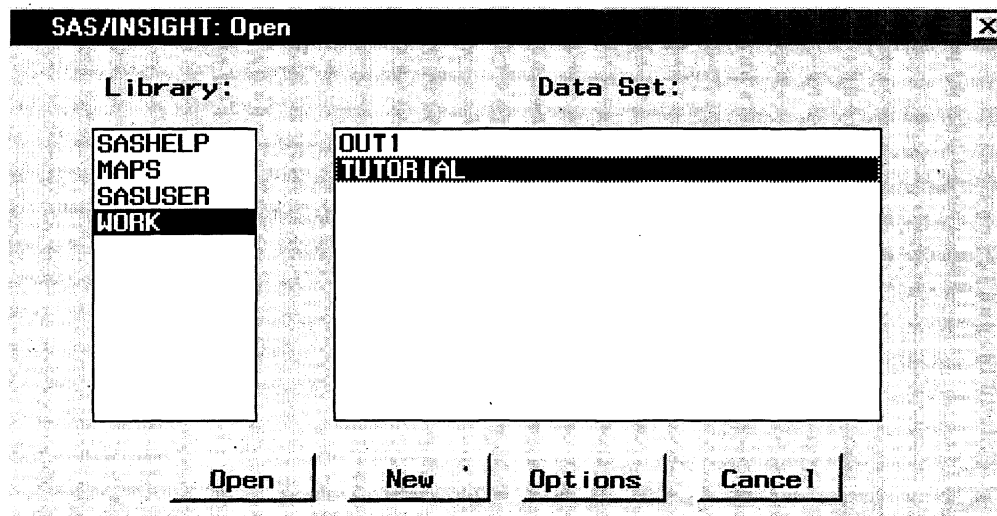 SAS/INSIGHT: Open
Library:
Data Set:
SASHELP
MAPS
SASUSER
WORK
OUT1
TUTORIAL
Open
New
Options
Cancel